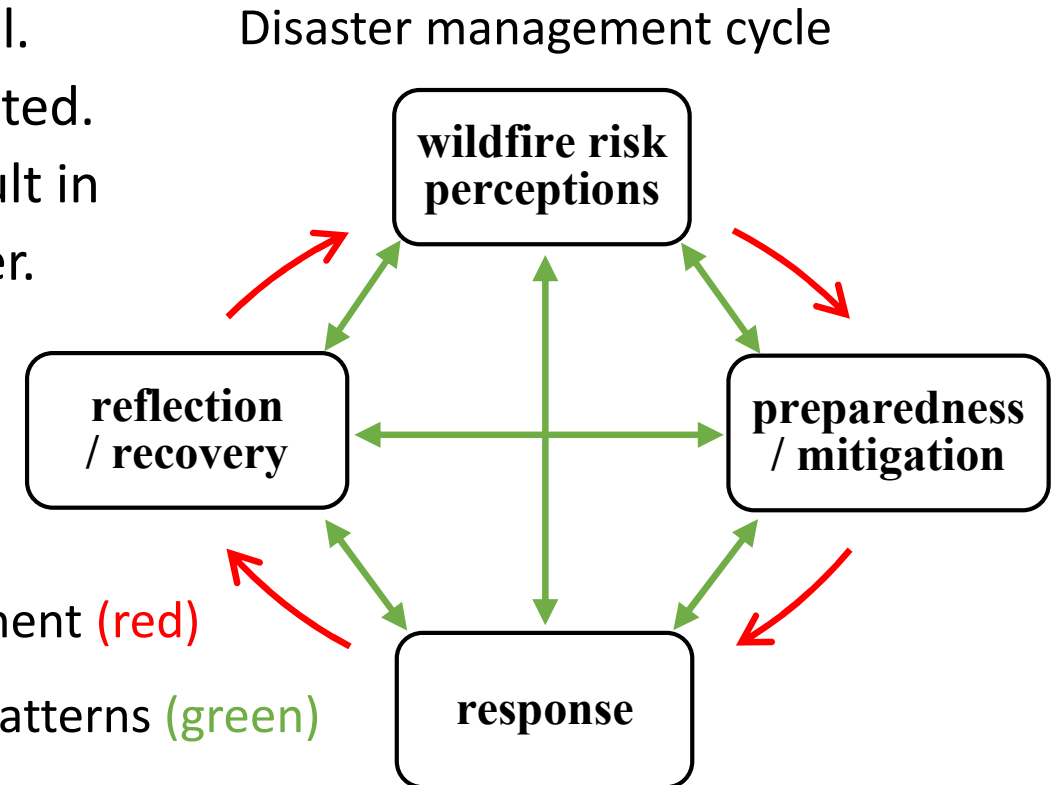 l.
Disaster management cycle
ted.
ult in
er.
wildfire risk
perceptions
reflection
/ recovery
preparedness
/ mitigation
response
nent (red)
atterns (green)